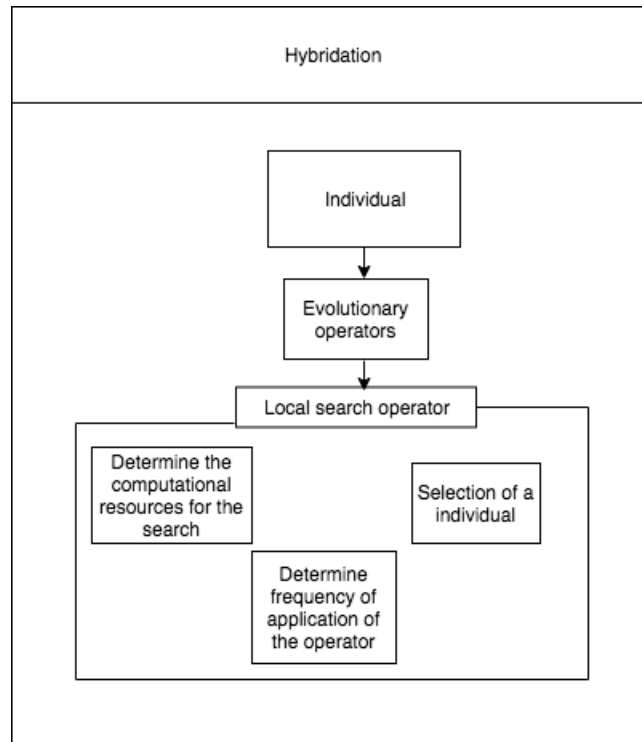 Hybridation
Individual
Evolutionary
operators
Local search operator
Determine the
computational
resources for the
search
Selection of a
individual
Determine
frequency of
application of
the operator